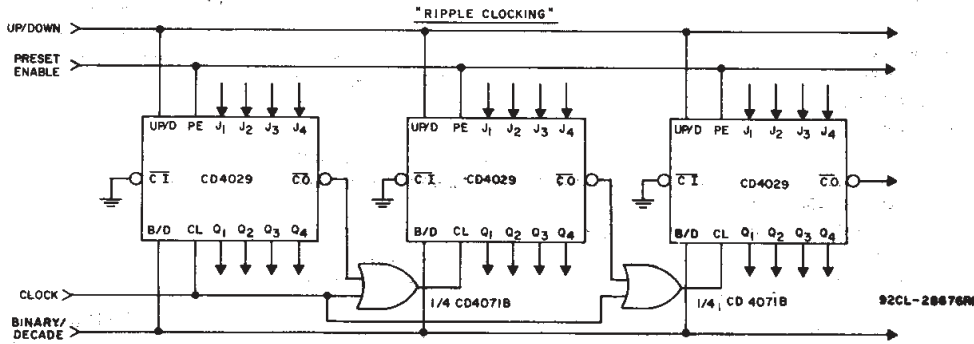 "RIPPLE CLOCKING"
UP/DOWN
PRESET
ENABLE
UP/D PE J1 J2 J3 J4
UP/D PE J1 J2 J3 J4
UP/D PE J1 J2 J3 J4
CI CD4029 CO
CI CD4029 CO
CI CD4029 CO
B/D CL Q1 Q2 Q3 Q4
B/D CL Q1 Q2 Q3 Q4
B/D CL Q1 Q2 Q3 Q4
CLOCK
1/4 CD4071B
1/4 CD 4071B
92CL-28676RI
BINARY/
DECADE